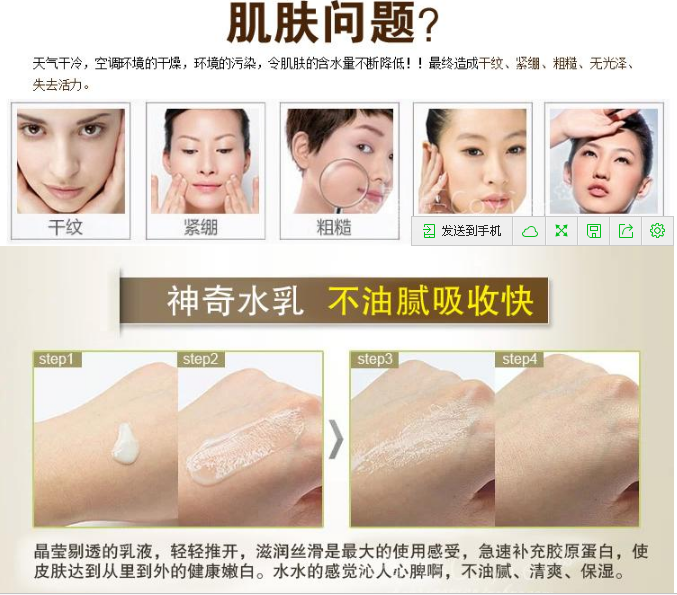 肌肤问题?
天气干冷，空调环境的干燥，环境的污染，令肌肤的含水量不断降低！！最终造成干纹、紧绷、粗糙、无光泽、
失去活力。
干纹 紧绷 粗糙
发送到手机
神奇水乳 不油腻吸收快
step1 step2 step3 step4
晶莹剔透的乳液，轻轻推开，滋润丝滑是最大的使用感受，急速补充胶原蛋白，使
皮肤达到从里到外的健康嫩白。水水的感觉沁人心脾啊，不油腻、清爽、保湿。